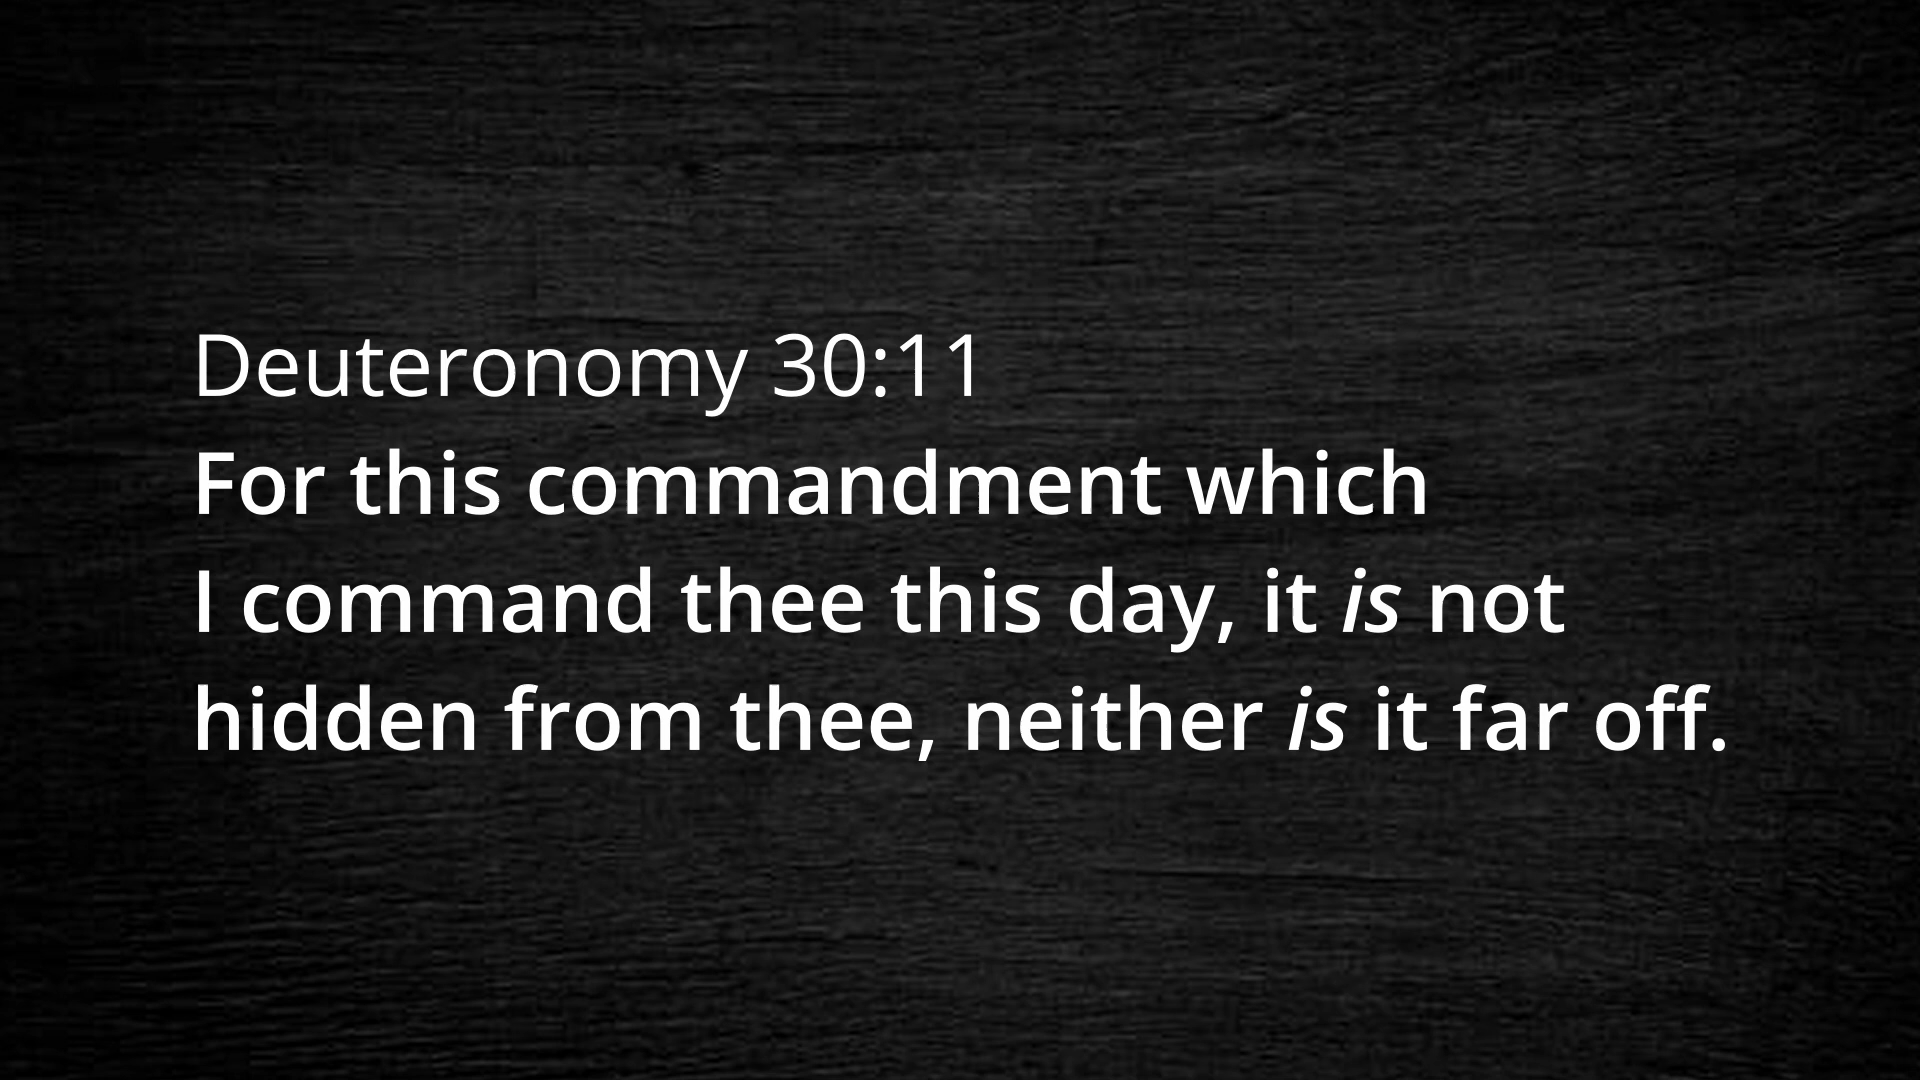 Deuteronomy 30:11
For this commandment which
I command thee this day, it is not
hidden from thee, neither is it far off.